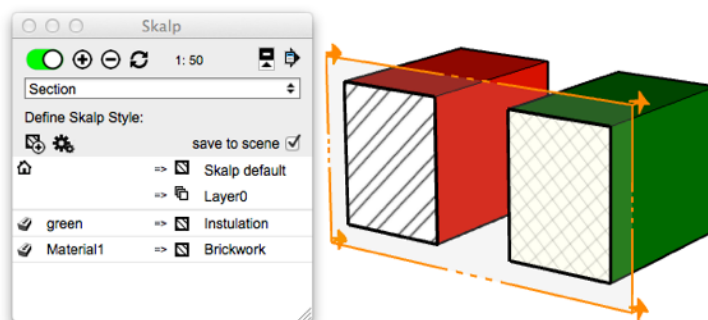 Skalp
1: 50
Section
Define Skalp Style:
save to scene
=> Skalp default
=> Layer0
green => Instulation
Material1 => Brickwork